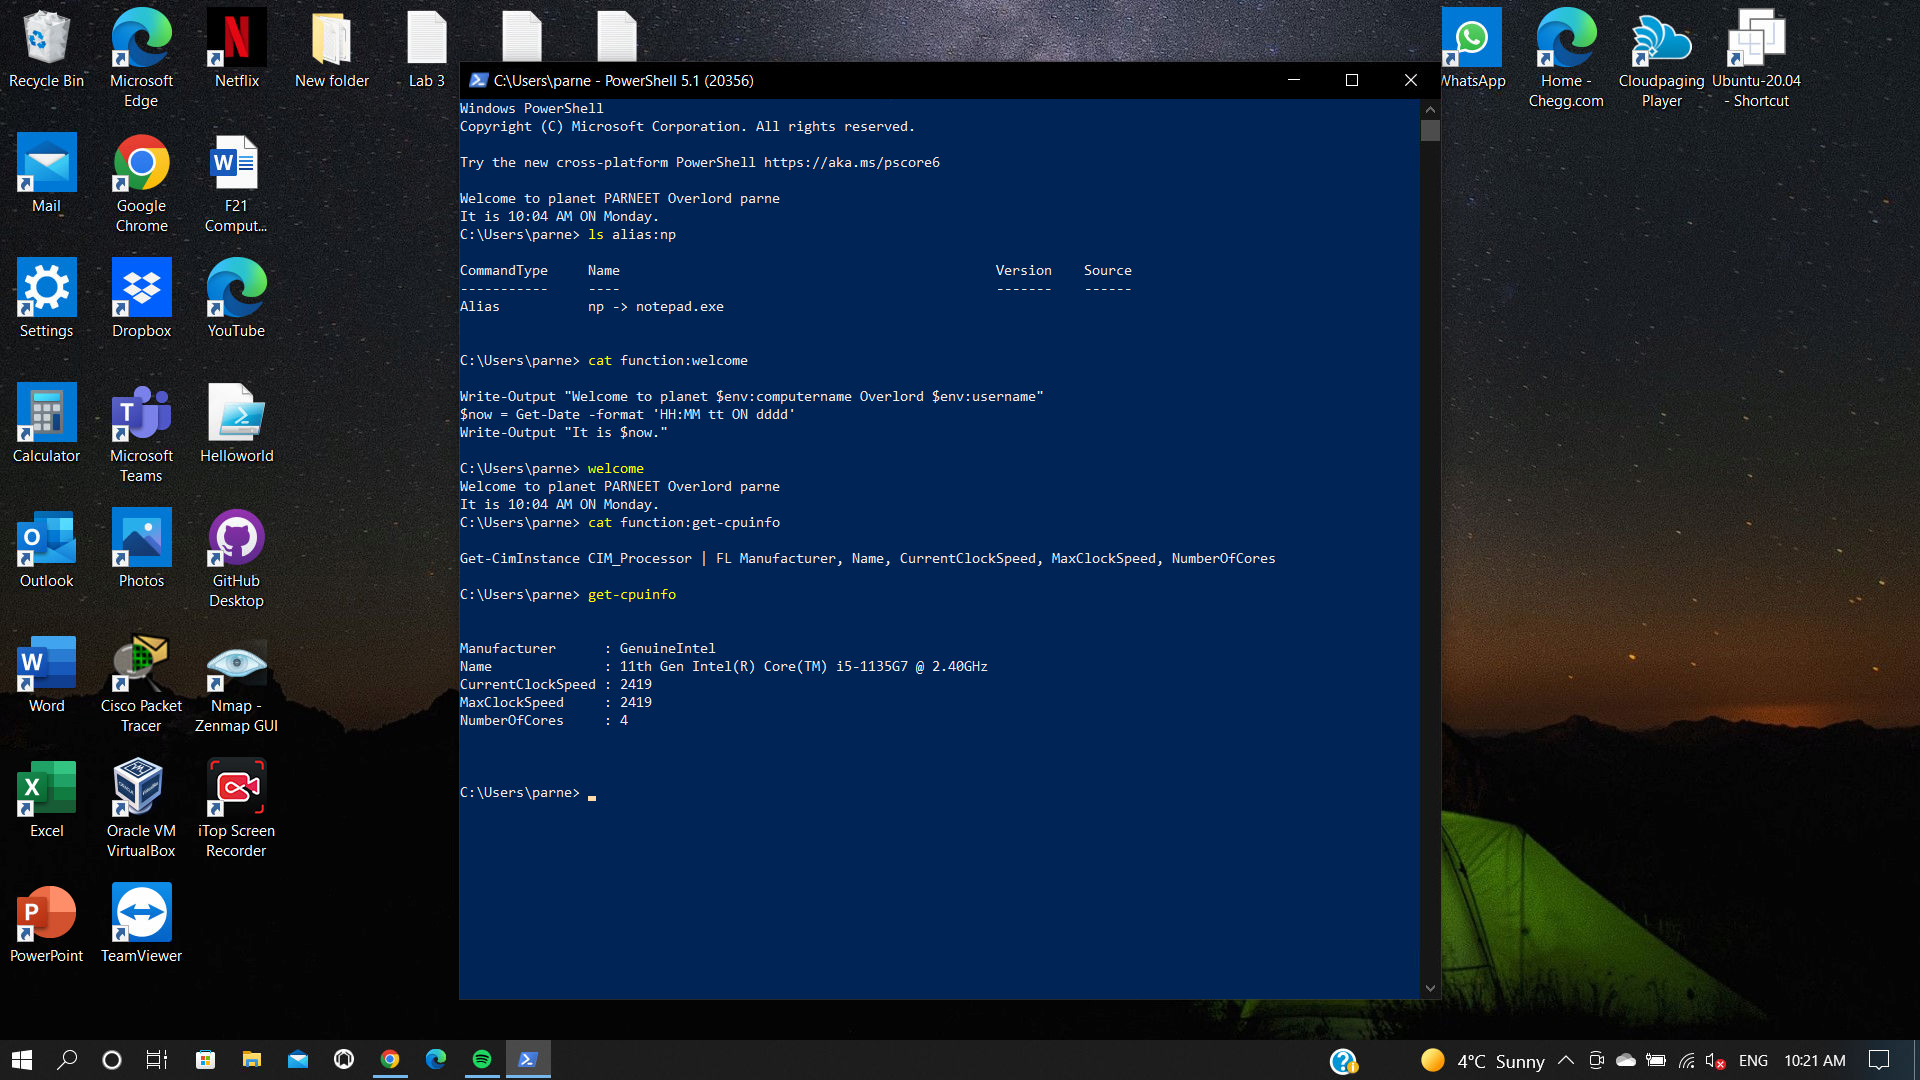 Recycle Bin
Microsoft
Edge
Netflix
New folder
Lab 3
WhatsApp
Home -
Chegg.com
Cloudpaging
Player
Ubuntu-20.04
- Shortcut
Mail
Google
Chrome
F21
Comput...
Settings
Dropbox
YouTube
Calculator
Microsoft
Teams
Helloworld
Outlook
Photos
GitHub
Desktop
Word
Cisco Packet
Tracer
Nmap -
Zenmap GUI
Excel
Oracle VM
VirtualBox
iTop Screen
Recorder
PowerPoint
TeamViewer
C:\Users\parne - PowerShell 5.1 (20356)
Windows PowerShell
Copyright (C) Microsoft Corporation. All rights reserved.
Try the new cross-platform PowerShell https://aka.ms/pscore6
Welcome to planet PARNEET Overlord parne
It is 10:04 AM ON Monday.
C:\Users\parne> ls alias:np
CommandType     Name                                               Version    Source
-----------     ----                                               -------    ------
Alias           np -> notepad.exe
C:\Users\parne> cat function:welcome
Write-Output "Welcome to planet $env:computername Overlord $env:username"
$now = Get-Date -format 'HH:MM tt ON dddd'
Write-Output "It is $now."
C:\Users\parne> welcome
Welcome to planet PARNEET Overlord parne
It is 10:04 AM ON Monday.
C:\Users\parne> cat function:get-cpuinfo
Get-CimInstance CIM_Processor | FL Manufacturer, Name, CurrentClockSpeed, MaxClockSpeed, NumberOfCores
C:\Users\parne> get-cpuinfo
Manufacturer      : GenuineIntel
Name              : 11th Gen Intel(R) Core(TM) i5-1135G7 @ 2.40GHz
CurrentClockSpeed : 2419
MaxClockSpeed     : 2419
NumberOfCores     : 4
C:\Users\parne>
4°C Sunny
ENG
10:21 AM